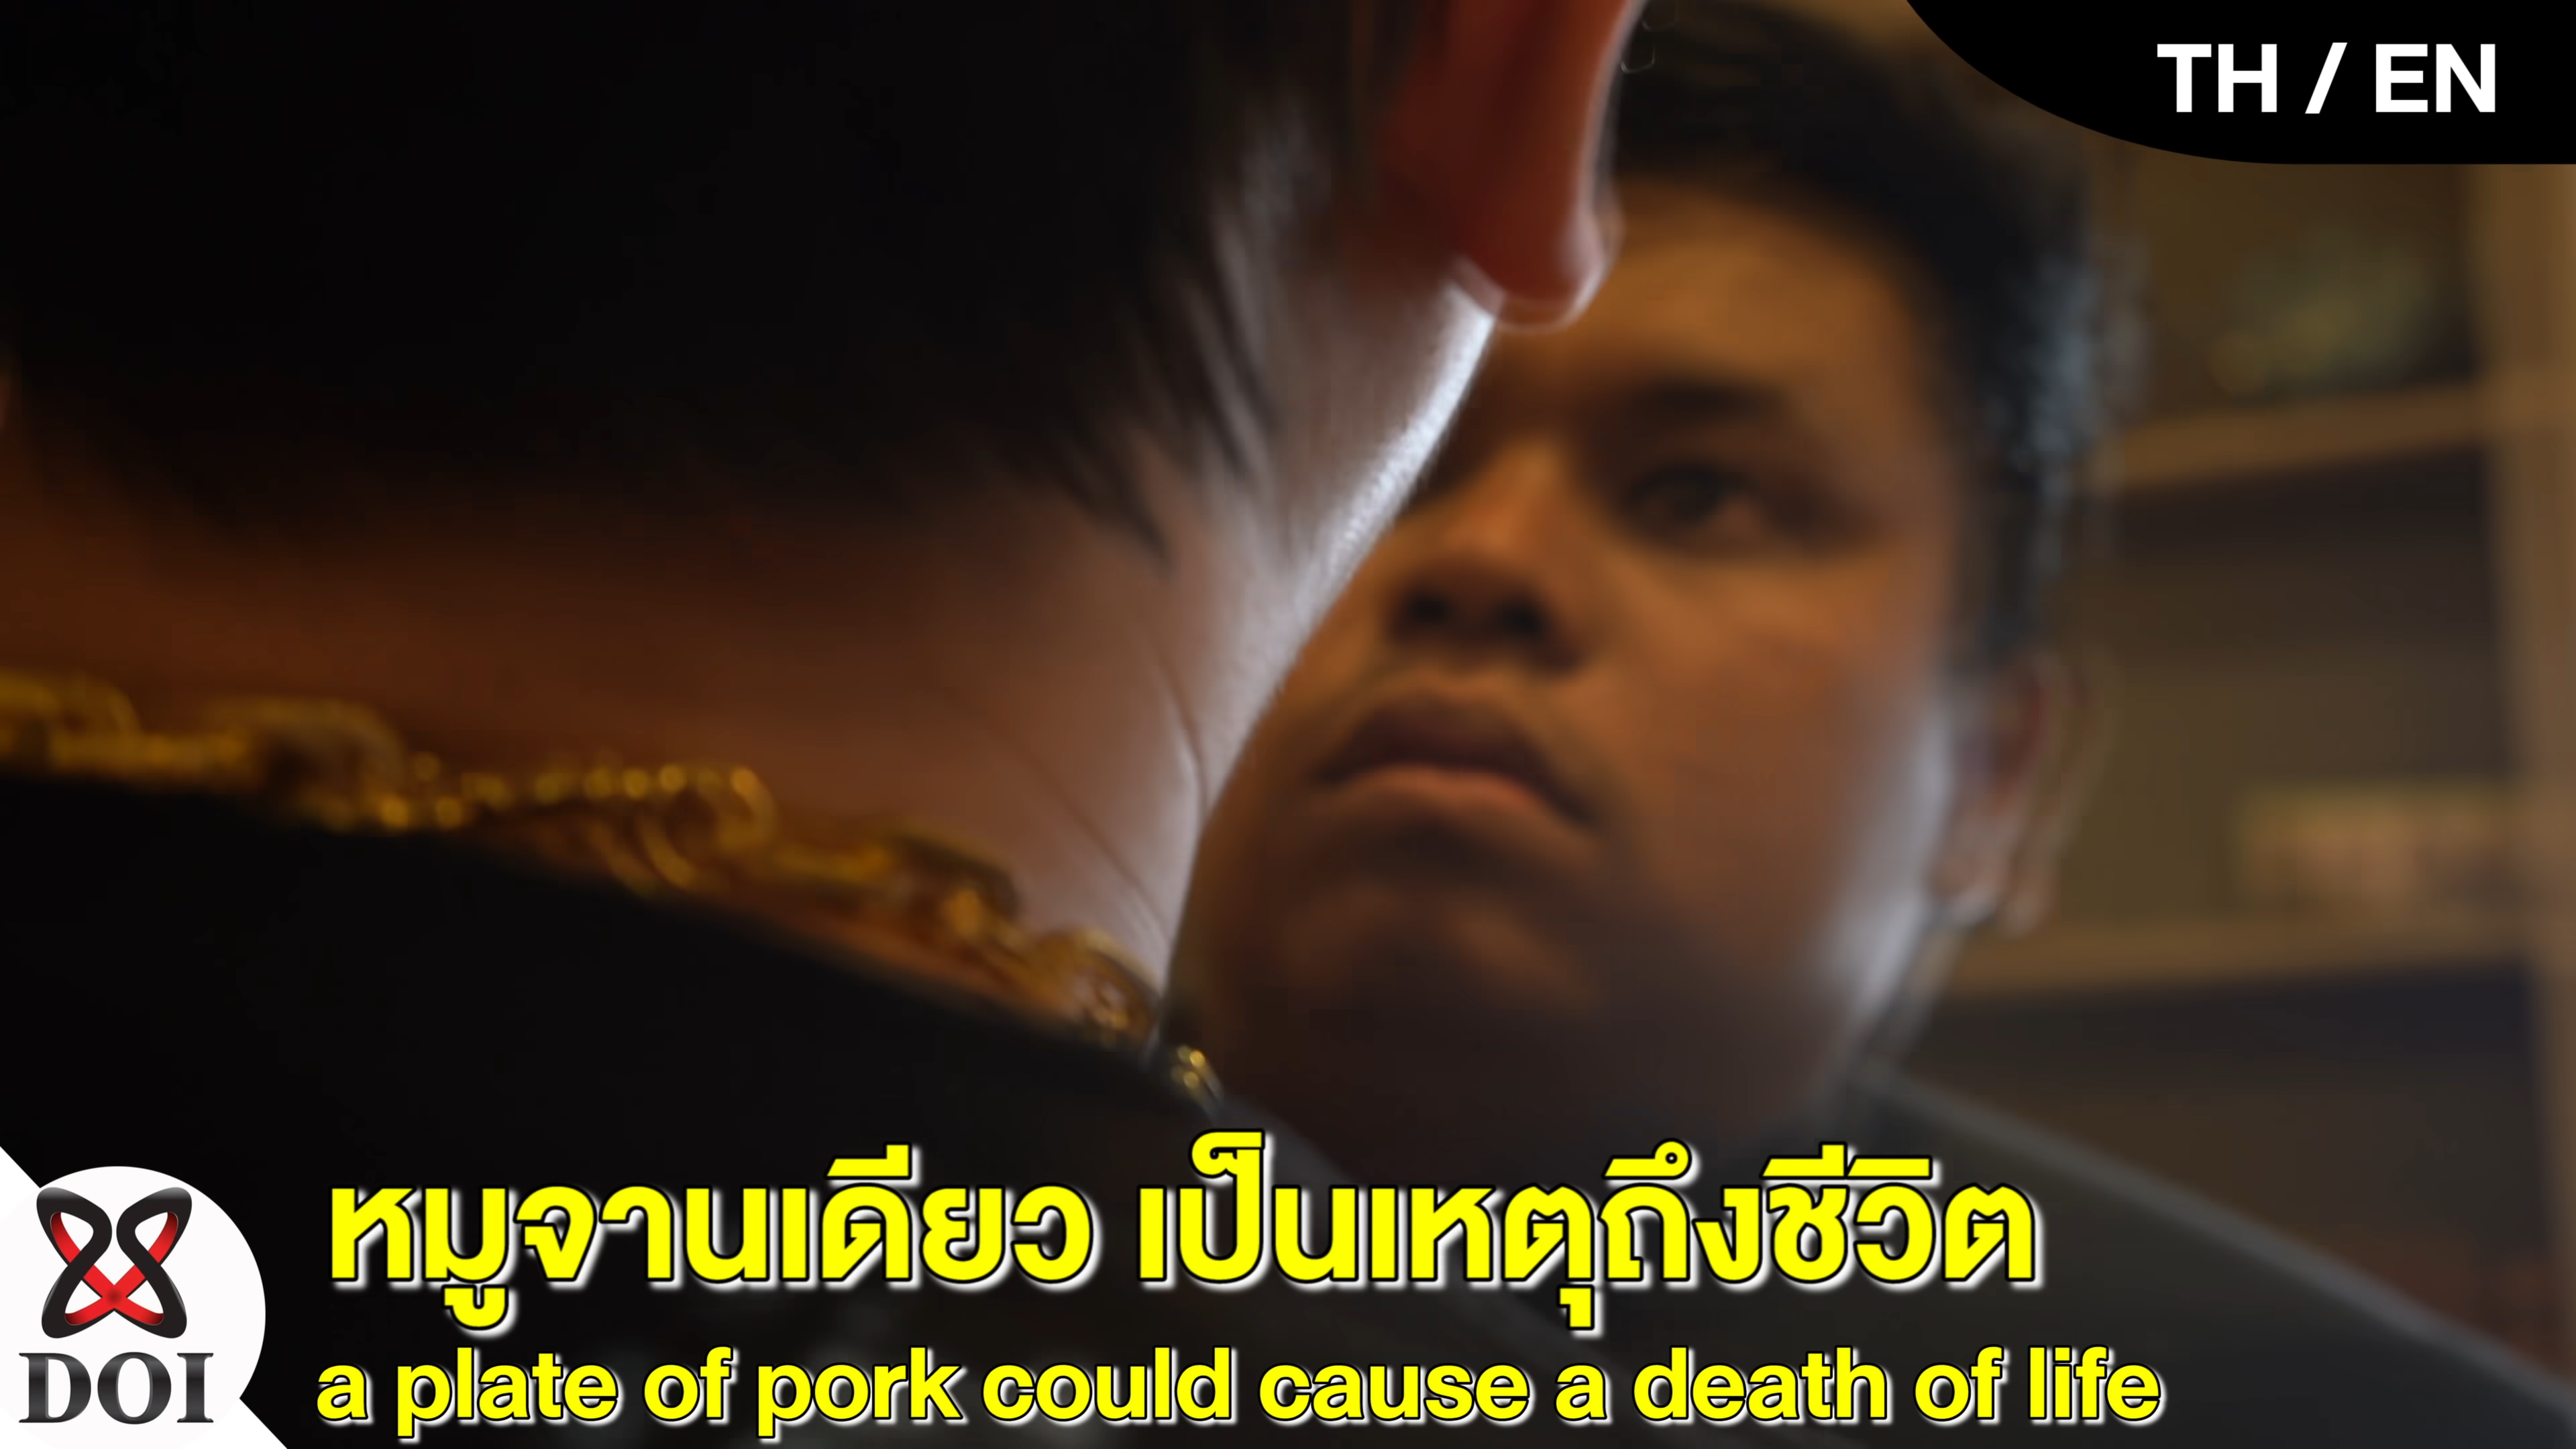 TH / EN
หมูจานเดียว เป็นเหตุถึงชีวิต
a plate of pork could cause a death of life
DOI